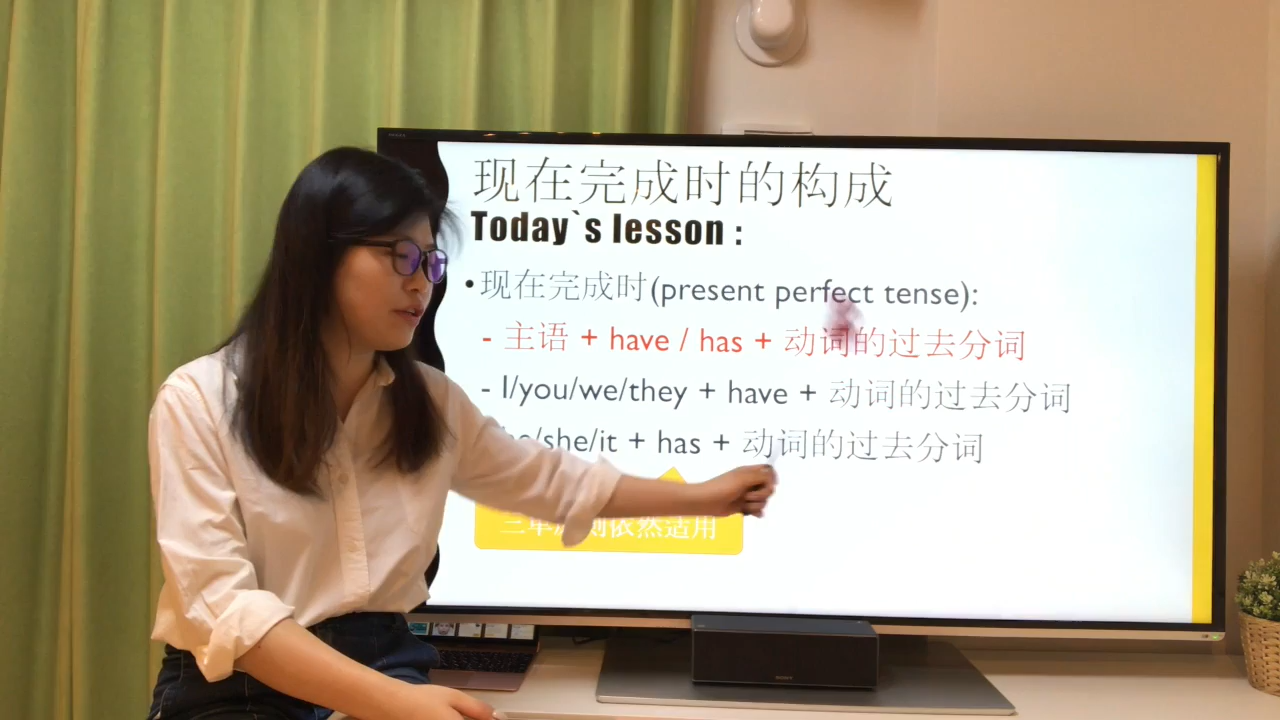 现在完成时的构成
Today`s lesson :
•现在完成时(present perfect tense):
- 主语 + have / has + 动词的过去分词
- I/you/we/they + have + 动词的过去分词
he/she/it + has + 动词的过去分词
三单原则依然适用
SONY